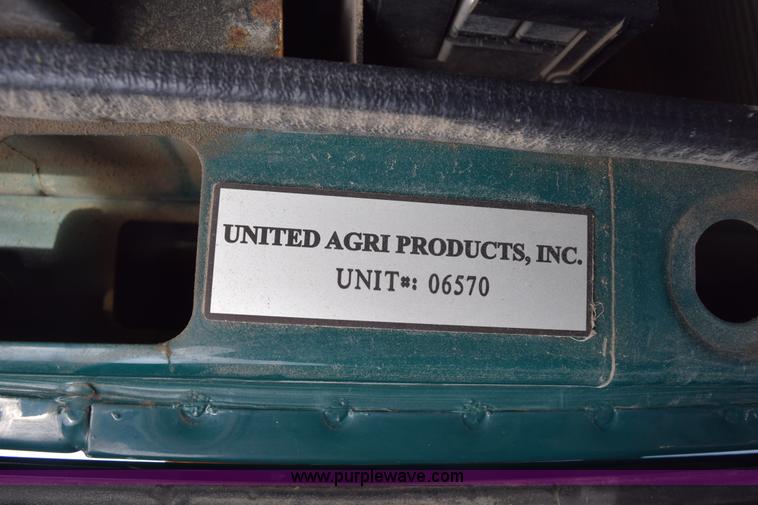 UNITED AGRI PRODUCTS, INC.
UNIT#: 06570
www.purplewave.com